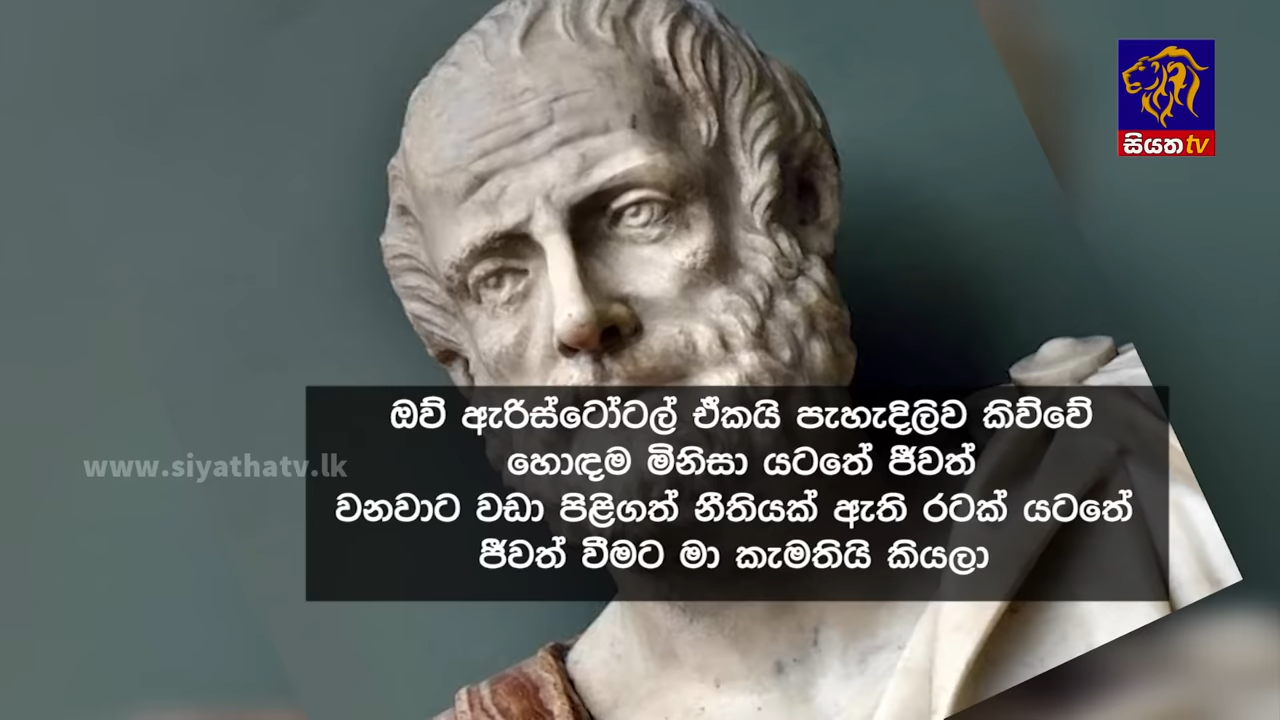 සියත tv
ඔව් ඇරිස්ටෝටල් ඒකයි පැහැදිලිව කිව්වේ
හොඳම මිනිසා යටතේ ජීවත්
වනවාට වඩා පිළිගත් නීතියක් ඇති රටක් යටතේ
ජීවත් වීමට මා කැමතියි කියලා
www.siyathatv.lk